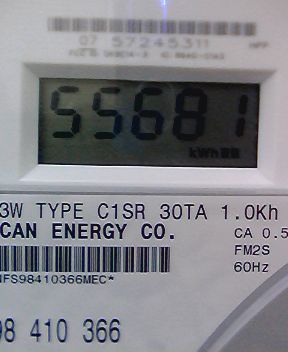 07 57245311
55681
kWh
3W TYPE C1SR 30TA 1.0Kh
CAN ENERGY CO.
CA 0.5
FM2S
60Hz
NFS98410366MEC*
98 410 366